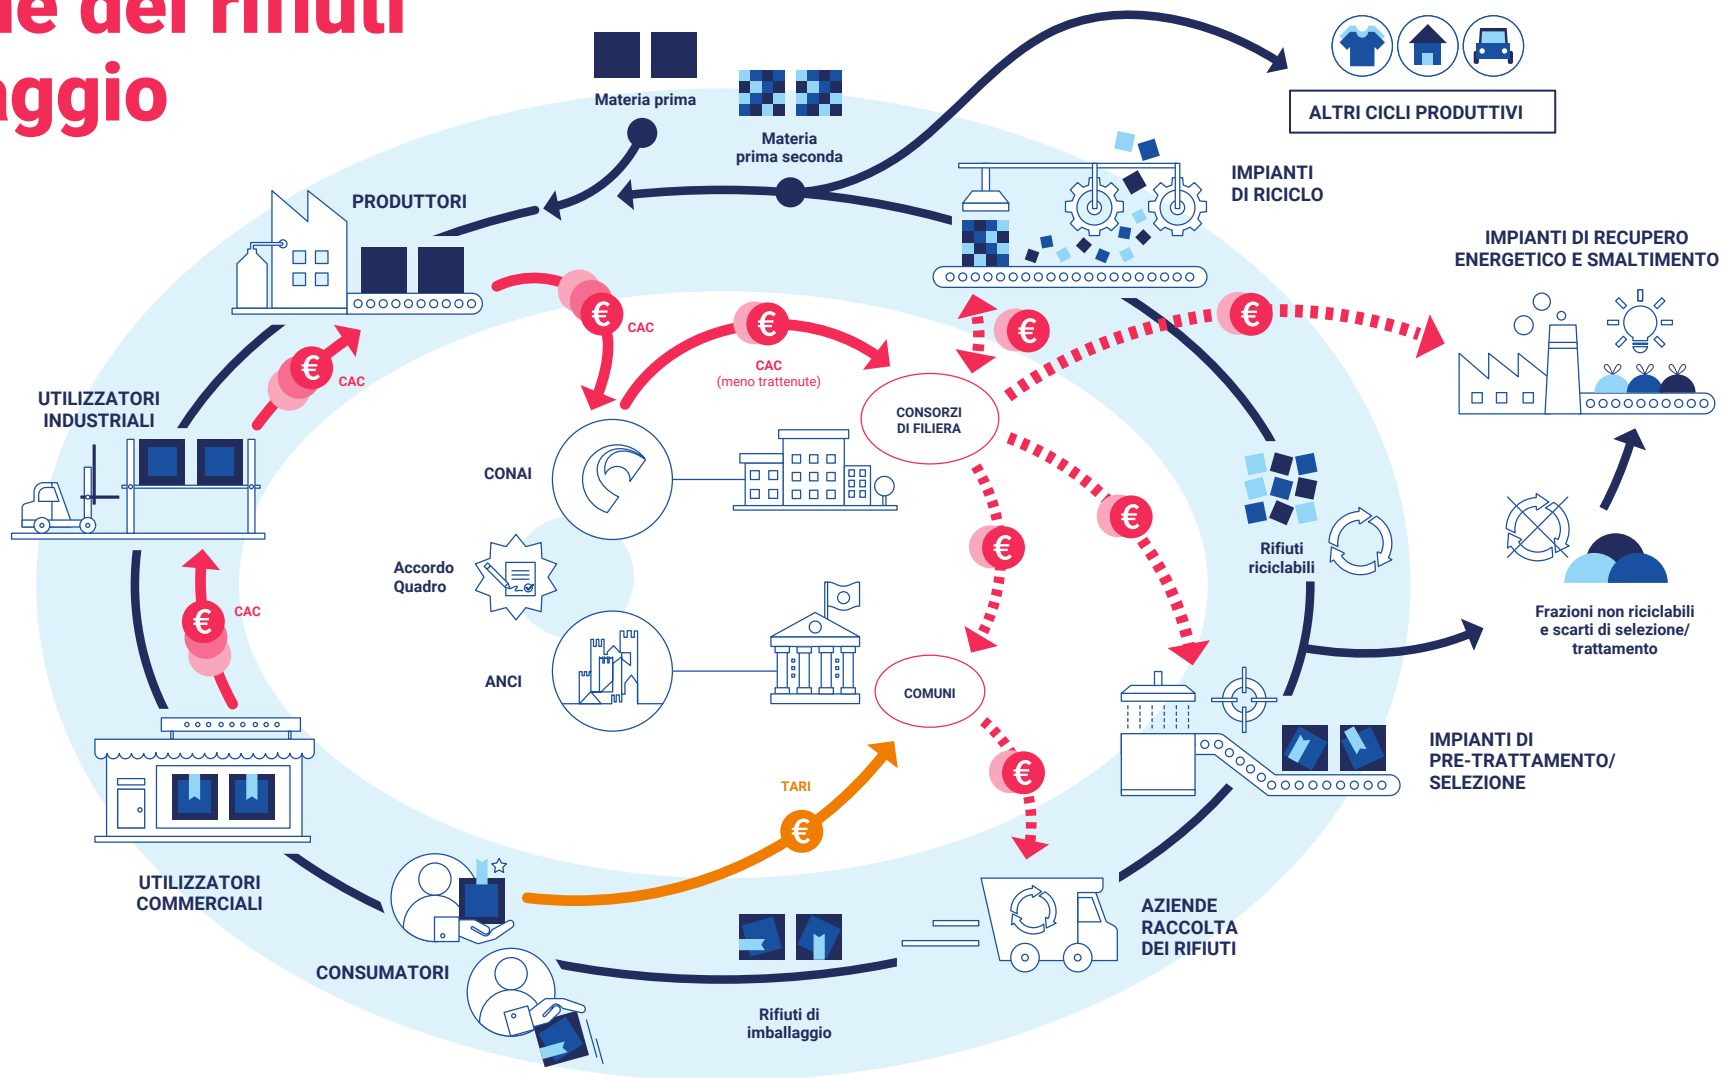 ne dei rifiuti
aggio
Materia prima
Materia
prima seconda
ALTRI CICLI PRODUTTIVI
PRODUTTORI
IMPIANTI
DI RICICLO
IMPIANTI DI RECUPERO
ENERGETICO E SMALTIMENTO
€
CAC
€
CAC
(meno trattenute)
€
€
€
CAC
UTILIZZATORI
INDUSTRIALI
CONSORZI
DI FILIERA
CONAI
€
€
Rifiuti
riciclabili
Accordo
Quadro
€
CAC
Frazioni non riciclabili
e scarti di selezione/
trattamento
ANCI
COMUNI
IMPIANTI DI
PRE-TRATTAMENTO/
SELEZIONE
€
TARI
€
UTILIZZATORI
COMMERCIALI
AZIENDE
RACCOLTA
DEI RIFIUTI
CONSUMATORI
Rifiuti di
imballaggio